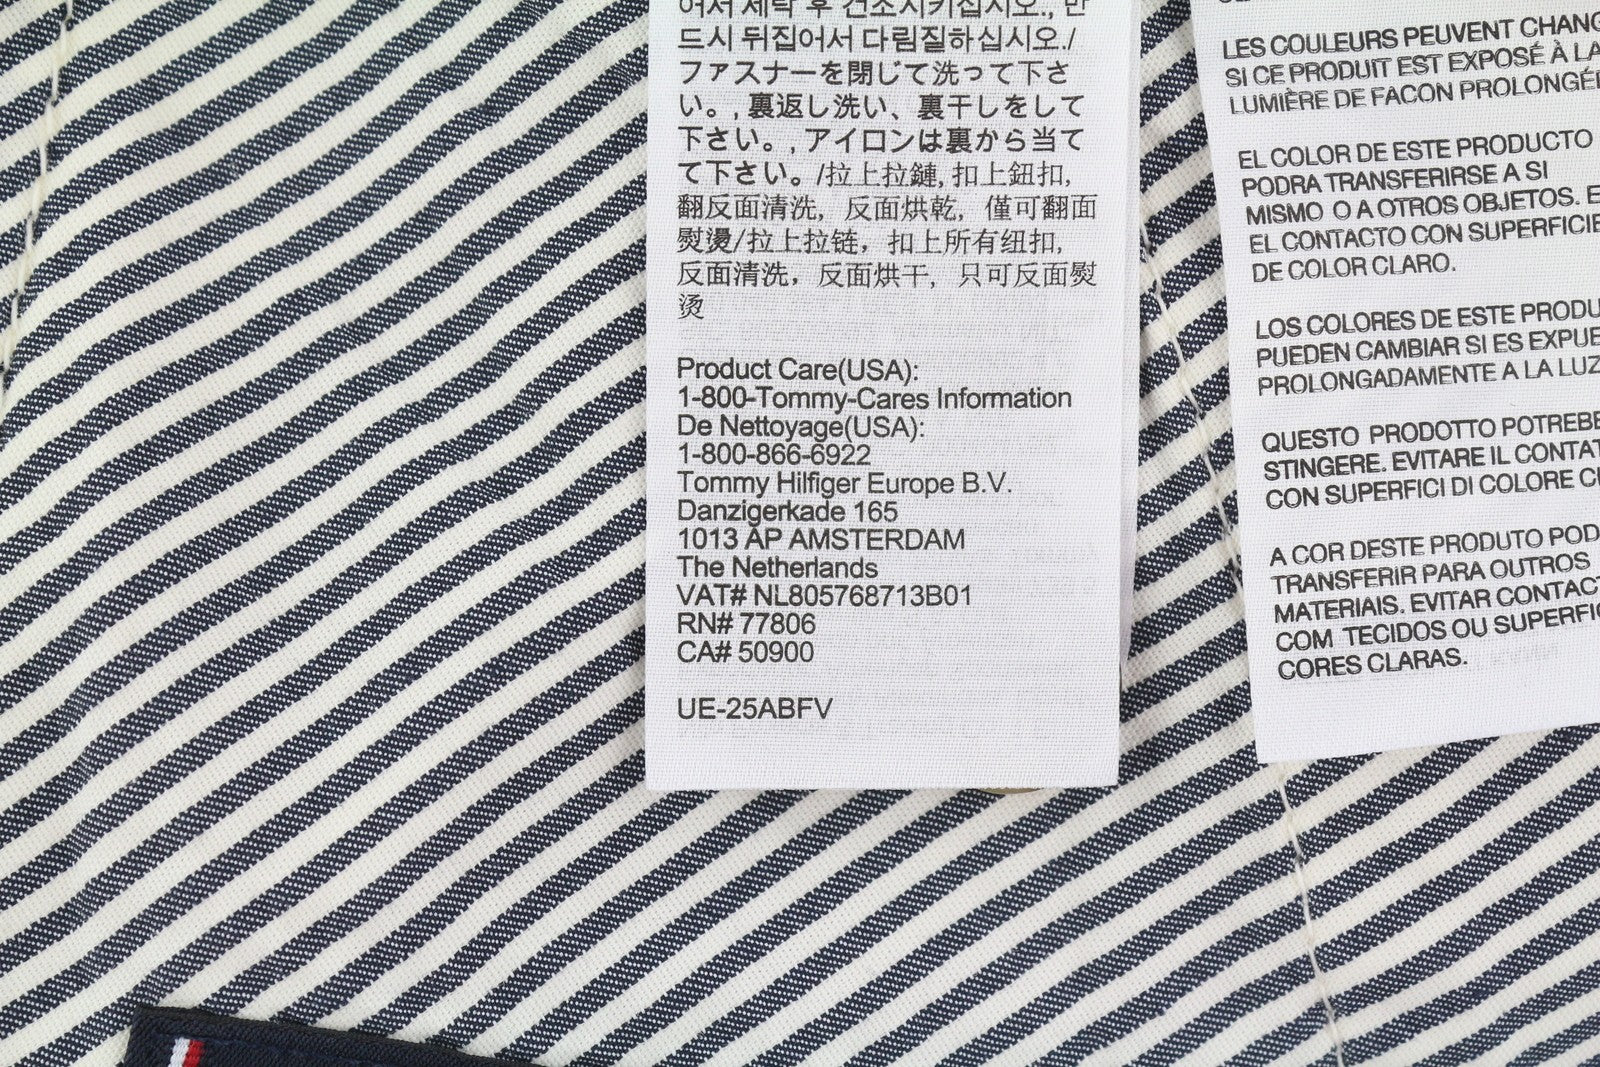 어서 세탁 후 건조시키십시오., 반
드시 뒤집어서 다림질하십시오./
ファスナーを閉じて洗って下さ
い。, 裏返し洗い、裏干しをして
下さい。, アイロンは裏から当て
て下さい。/拉上拉鏈, 扣上鈕扣,
翻反面清洗, 反面烘乾, 僅可翻面
熨燙/拉上拉链, 扣上所有纽扣,
反面清洗, 反面烘干, 只可反面熨
烫
Product Care(USA):
1-800-Tommy-Cares Information
De Nettoyage(USA):
1-800-866-6922
Tommy Hilfiger Europe B.V.
Danzigerkade 165
1013 AP AMSTERDAM
The Netherlands
VAT# NL805768713B01
RN# 77806
CA# 50900
UE-25ABFV
LES COULEURS PEUVENT CHANG
SI CE PRODUIT EST EXPOSÉ À LA
LUMIÈRE DE FACON PROLONGÉE
EL COLOR DE ESTE PRODUCTO
PODRA TRANSFERIRSE A SI
MISMO O A OTROS OBJETOS. E
EL CONTACTO CON SUPERFICIE
DE COLOR CLARO.
LOS COLORES DE ESTE PRODU
PUEDEN CAMBIAR SI ES EXPUE
PROLONGADAMENTE A LA LUZ
QUESTO PRODOTTO POTREBE
STINGERE. EVITARE IL CONTAT
CON SUPERFICI DI COLORE C
A COR DESTE PRODUTO POD
TRANSFERIR PARA OUTROS
MATERIAIS. EVITAR CONTACT
COM TECIDOS OU SUPERFIC
CORES CLARAS.